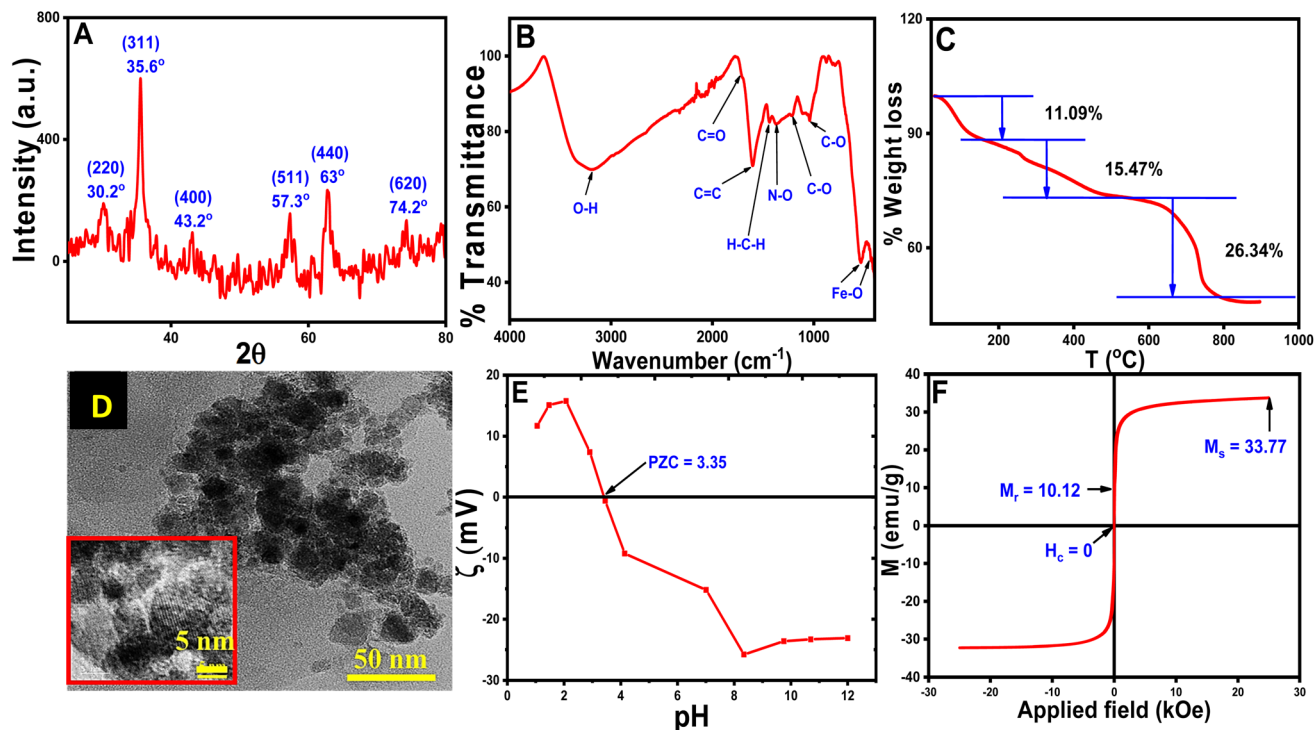 A
800
400
0
Intensity (a.u.)
(220)
30.2°
(311)
35.6°
(400)
43.2°
(511)
57.3°
(440)
63°
(620)
74.2°
40
60
80
2θ
B
100
80
60
40
% Transmittance
O-H
C=O
C=C
H-C-H
N-O
C-O
C-O
Fe-O
4000
3000
2000
1000
Wavenumber (cm⁻¹)
C
120
90
60
% Weight loss
11.09%
15.47%
26.34%
200
400
600
800
1000
T (°C)
D
5 nm
50 nm
E
20
10
0
-10
-20
-30
ζ (mV)
PZC = 3.35
0
2
4
6
8
10
12
pH
F
40
30
20
10
0
-10
-20
-30
-40
M (emu/g)
Mₛ = 33.77
Mᵣ = 10.12
H_c = 0
-30
-20
-10
0
10
20
30
Applied field (kOe)